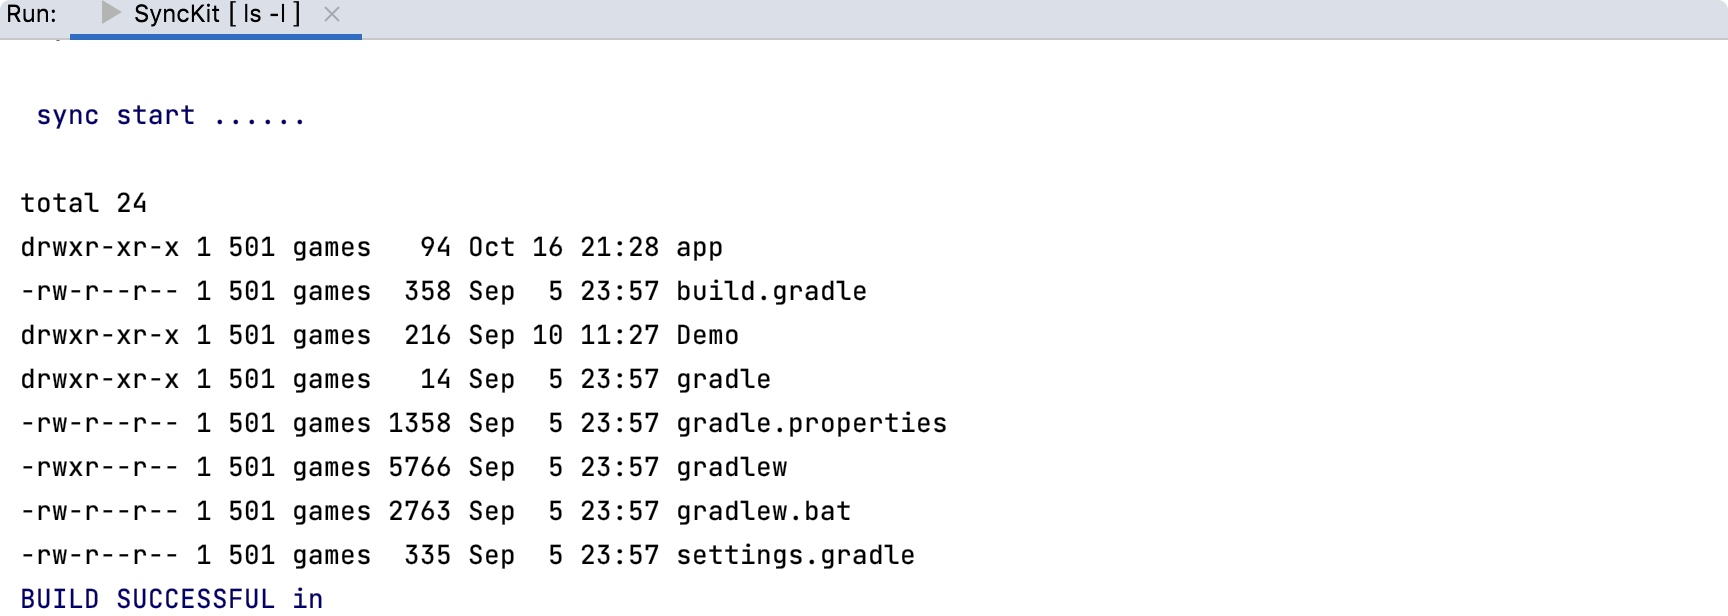 Run: SyncKit [ ls -l ]
sync start ......
total 24
drwxr-xr-x 1 501 games   94 Oct 16 21:28 app
-rw-r--r-- 1 501 games  358 Sep  5 23:57 build.gradle
drwxr-xr-x 1 501 games  216 Sep 10 11:27 Demo
drwxr-xr-x 1 501 games   14 Sep  5 23:57 gradle
-rw-r--r-- 1 501 games 1358 Sep  5 23:57 gradle.properties
-rwxr--r-- 1 501 games 5766 Sep  5 23:57 gradlew
-rw-r--r-- 1 501 games 2763 Sep  5 23:57 gradlew.bat
-rw-r--r-- 1 501 games  335 Sep  5 23:57 settings.gradle
BUILD SUCCESSFUL in